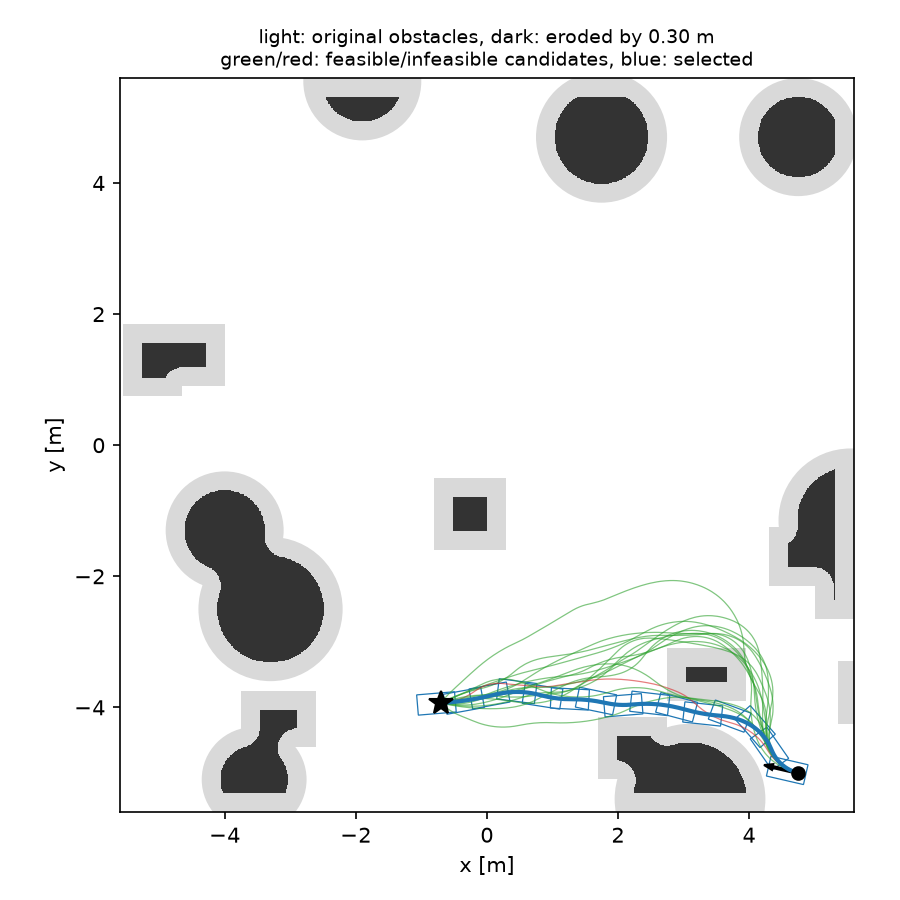 light: original obstacles, dark: eroded by 0.30 m
green/red: feasible/infeasible candidates, blue: selected
4
2
0
−2
−4
y [m]
−4
−2
0
2
4
x [m]